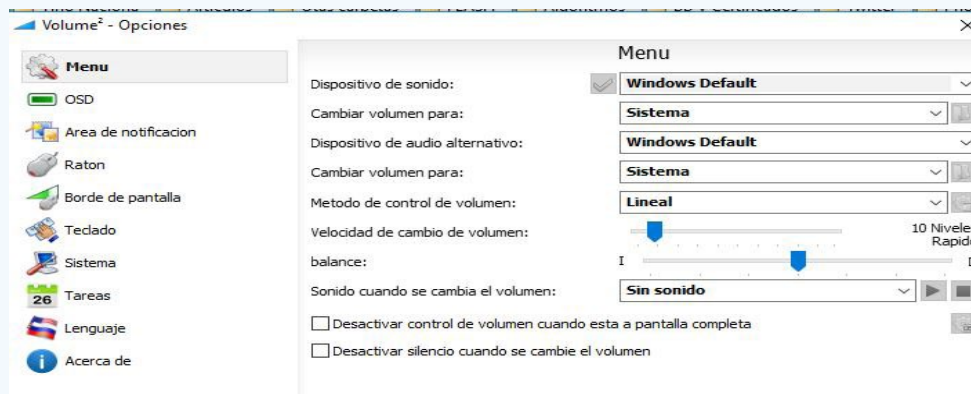 Volume² - Opciones
Menu
OSD
Area de notificacion
Raton
Borde de pantalla
Teclado
Sistema
26 Tareas
Lenguaje
Acerca de
Menu
Dispositivo de sonido: Windows Default
Cambiar volumen para: Sistema
Dispositivo de audio alternativo: Windows Default
Cambiar volumen para: Sistema
Metodo de control de volumen: Lineal
Velocidad de cambio de volumen: 10 Nivele
Rapid
balance: I
Sonido cuando se cambia el volumen: Sin sonido
Desactivar control de volumen cuando esta a pantalla completa
Desactivar silencio cuando se cambie el volumen